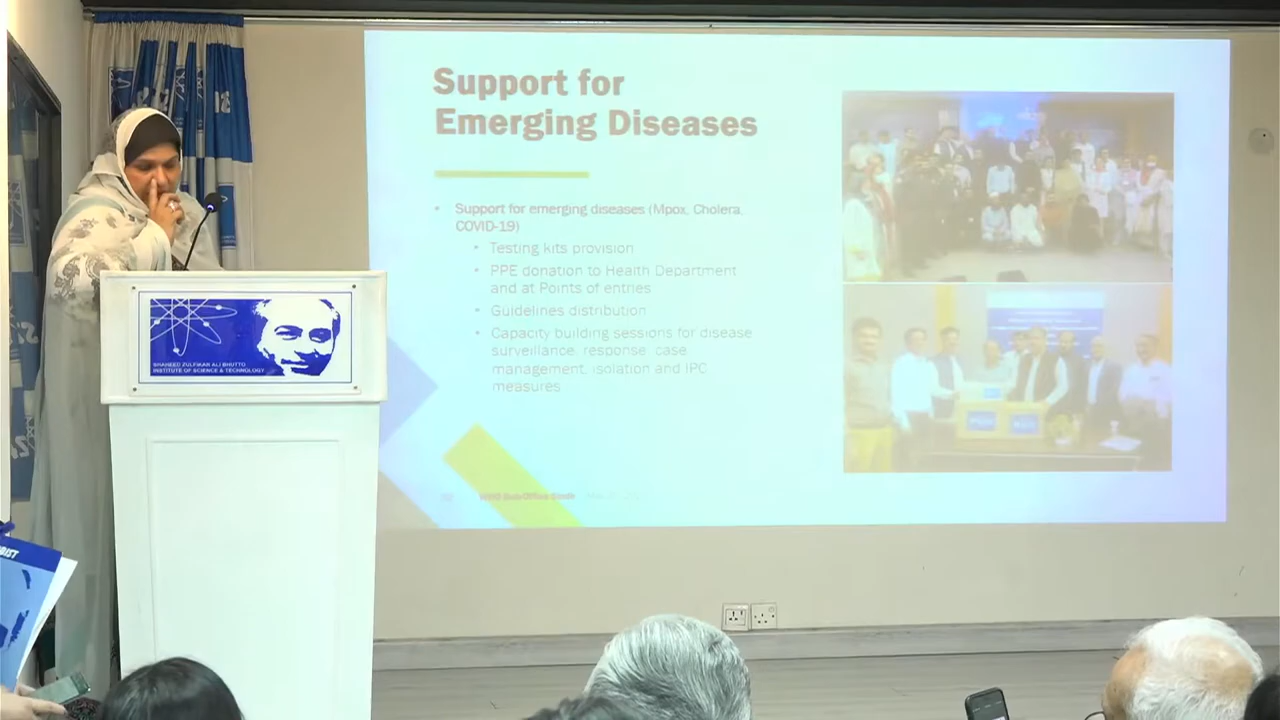 Support for
Emerging Diseases
Support for emerging diseases (Mpox, Cholera,
COVID-19)
Testing kits provision
PPE donation to Health Department
and at Points of entries
Guidelines distribution
Capacity building sessions for disease
surveillance, response, case
management, isolation and IPC
measures
SHAHEED ZULFIKAR ALI BHUTTO
INSTITUTE OF SCIENCE & TECHNOLOGY